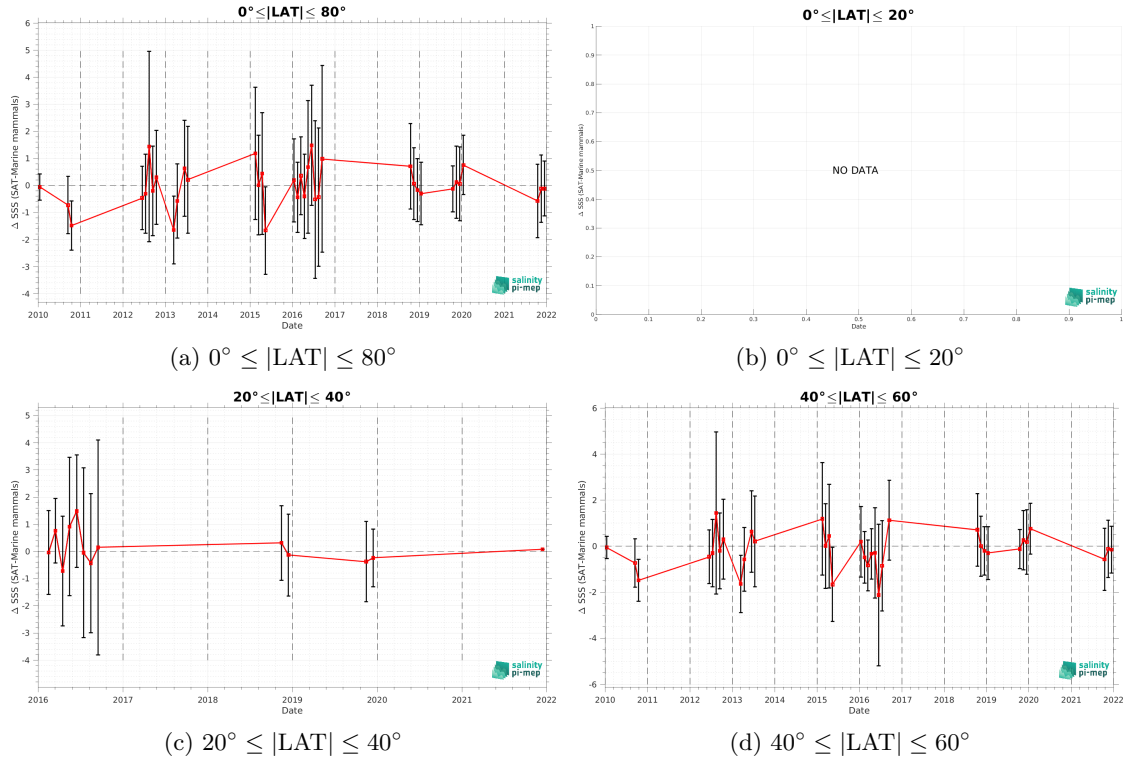 0°≤|LAT|≤ 80°
6
5
4
3
2
1
0
-1
-2
-3
-4
Δ SSS (SAT-Marine mammals)
2010 2011 2012 2013 2014 2015 2016 2017 2018 2019 2020 2021 2022
Date
salinity
pi-mep
(a) 0° ≤ |LAT| ≤ 80°
0°≤|LAT|≤ 20°
1
0.9
0.8
0.7
0.6
0.5
0.4
0.3
0.2
0.1
0
Δ SSS (SAT-Marine mammals)
NO DATA
0 0.1 0.2 0.3 0.4 0.5 0.6 0.7 0.8 0.9 1
Date
salinity
pi-mep
(b) 0° ≤ |LAT| ≤ 20°
20°≤|LAT|≤ 40°
5
4
3
2
1
0
-1
-2
-3
-4
Δ SSS (SAT-Marine mammals)
2016 2017 2018 2019 2020 2021 2022
Date
salinity
pi-mep
(c) 20° ≤ |LAT| ≤ 40°
40°≤|LAT|≤ 60°
6
4
2
0
-2
-4
-6
Δ SSS (SAT-Marine mammals)
2010 2011 2012 2013 2014 2015 2016 2017 2018 2019 2020 2021 2022
Date
salinity
pi-mep
(d) 40° ≤ |LAT| ≤ 60°